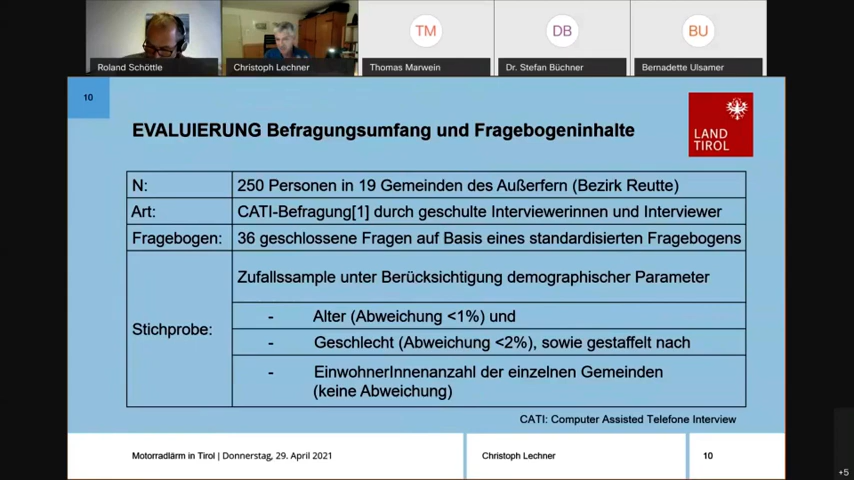 TM
DB
BU
Roland Schöttle
Christoph Lechner
Thomas Marwein
Dr. Stefan Büchner
Bernadette Ulsamer
10
EVALUIERUNG Befragungsumfang und Fragebogeninhalte
LAND
TIROL
N:
250 Personen in 19 Gemeinden des Außerfern (Bezirk Reutte)
Art:
CATI-Befragung[1] durch geschulte Interviewerinnen und Interviewer
Fragebogen:
36 geschlossene Fragen auf Basis eines standardisierten Fragebogens
Stichprobe:
Zufallssample unter Berücksichtigung demographischer Parameter
- Alter (Abweichung <1%) und
- Geschlecht (Abweichung <2%), sowie gestaffelt nach
- EinwohnerInnenanzahl der einzelnen Gemeinden
(keine Abweichung)
CATI: Computer Assisted Telefone Interview
Motorradlärm in Tirol | Donnerstag, 29. April 2021
Christoph Lechner
10
+5